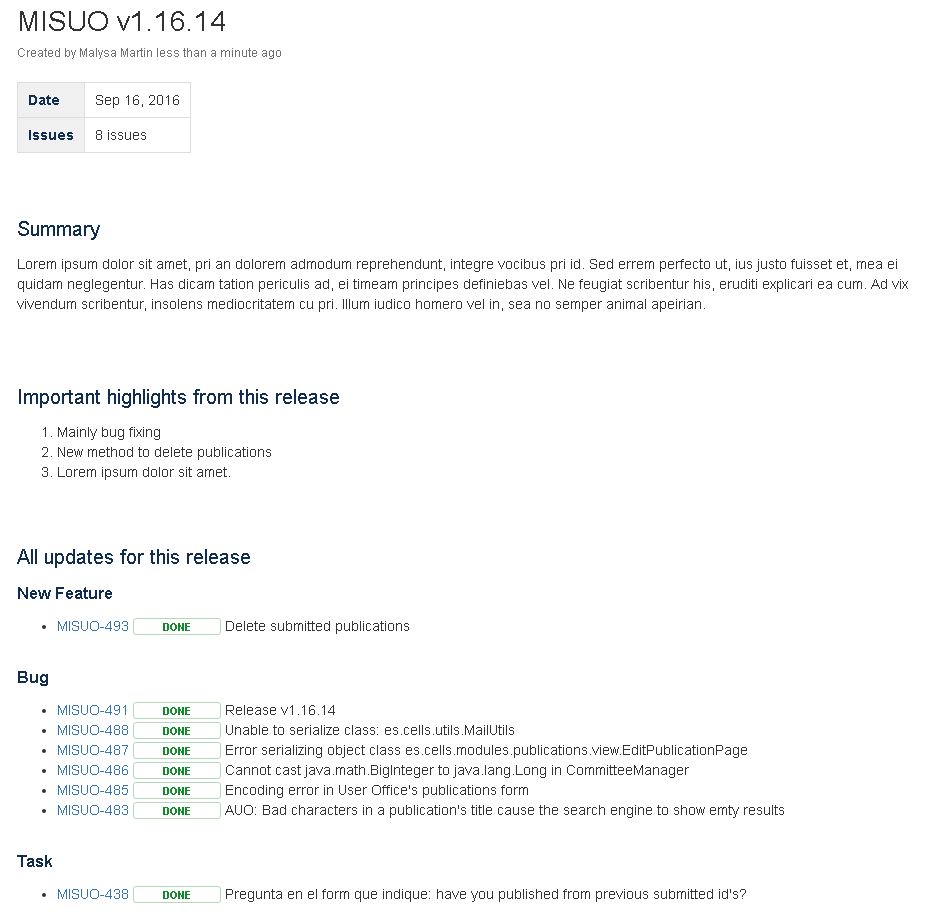 MISUO v1.16.14
Created by Malysa Martin less than a minute ago
Date Sep 16, 2016
Issues 8 issues
Summary
Lorem ipsum dolor sit amet, pri an dolorem admodum reprehendunt, integre vocibus pri id. Sed errem perfecto ut, ius justo fuisset et, mea ei
quidam neglegentur. Has dicam tation periculis ad, ei timeam principes definiebas vel. Ne feugiat scribentur his, eruditi explicari ea cum. Ad vix
vivendum scribentur, insolens mediocritatem cu pri. Illum iudico homero vel in, sea no semper animal apeirian.
Important highlights from this release
1. Mainly bug fixing
2. New method to delete publications
3. Lorem ipsum dolor sit amet.
All updates for this release
New Feature
• MISUO-493 DONE Delete submitted publications
Bug
• MISUO-491 DONE Release v1.16.14
• MISUO-488 DONE Unable to serialize class: es.cells.utils.MailUtils
• MISUO-487 DONE Error serializing object class es.cells.modules.publications.view.EditPublicationPage
• MISUO-486 DONE Cannot cast java.math.BigInteger to java.lang.Long in CommitteeManager
• MISUO-485 DONE Encoding error in User Office's publications form
• MISUO-483 DONE AUO: Bad characters in a publication's title cause the search engine to show emty results
Task
• MISUO-438 DONE Pregunta en el form que indique: have you published from previous submitted id's?